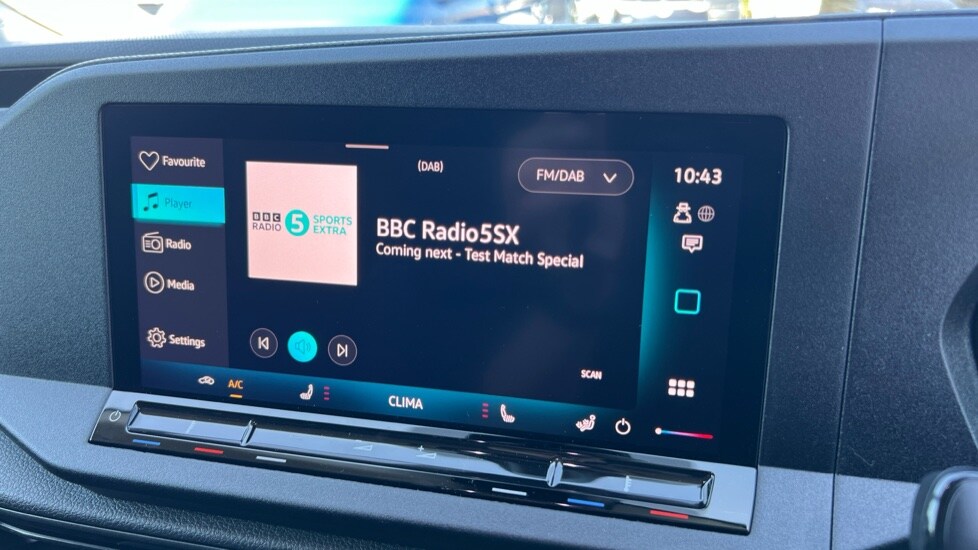 Favourite
Player
Radio
Media
Settings
BBC
RADIO
5
SPORTS
EXTRA
(DAB)
FM/DAB
BBC Radio5SX
Coming next - Test Match Special
SCAN
10:43
A/C
CLIMA